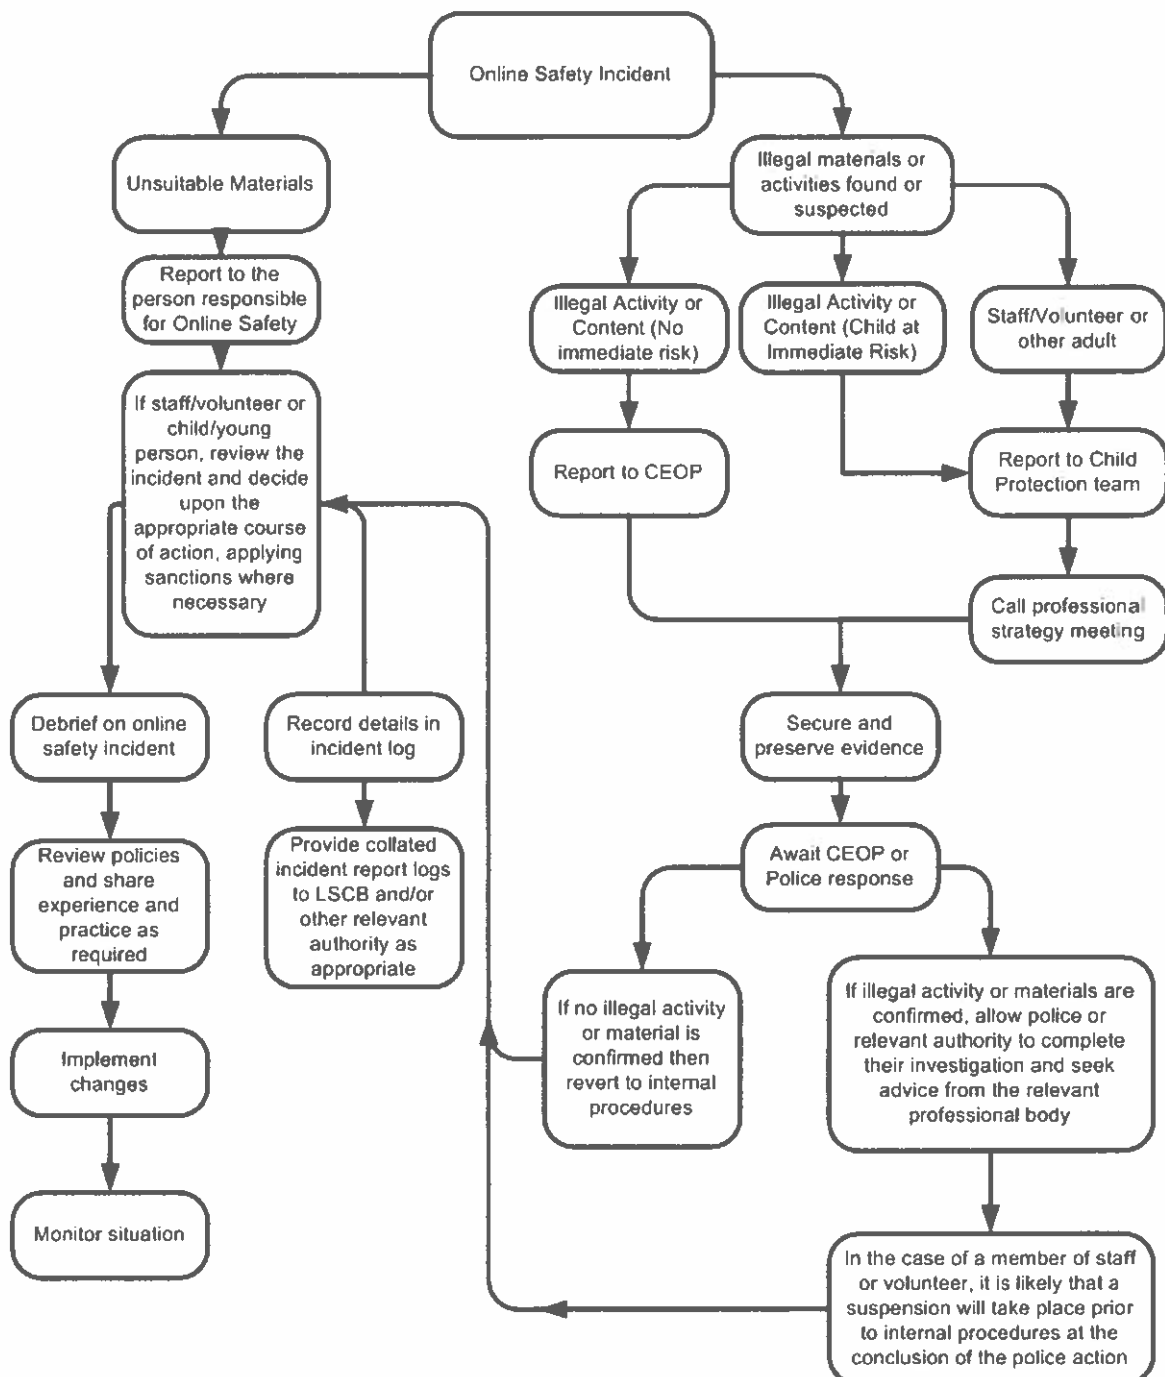 Online Safety Incident
Unsuitable Materials
Illegal materials or
activities found or
suspected
Report to the
person responsible
for Online Safety
Illegal Activity or
Content (No
immediate risk)
Illegal Activity or
Content (Child at
Immediate Risk)
Staff/Volunteer or
other adult
If staff/volunteer or
child/young
person, review the
incident and decide
upon the
appropriate course
of action, applying
sanctions where
necessary
Report to CEOP
Report to Child
Protection team
Call professional
strategy meeting
Debrief on online
safety incident
Record details in
incident log
Secure and
preserve evidence
Review policies
and share
experience and
practice as
required
Provide collated
incident report logs
to LSCB and/or
other relevant
authority as
appropriate
Await CEOP or
Police response
If no illegal activity
or material is
confirmed then
revert to internal
procedures
If illegal activity or materials are
confirmed, allow police or
relevant authority to complete
their investigation and seek
advice from the relevant
professional body
Implement
changes
Monitor situation
In the case of a member of staff
or volunteer, it is likely that a
suspension will take place prior
to internal procedures at the
conclusion of the police action